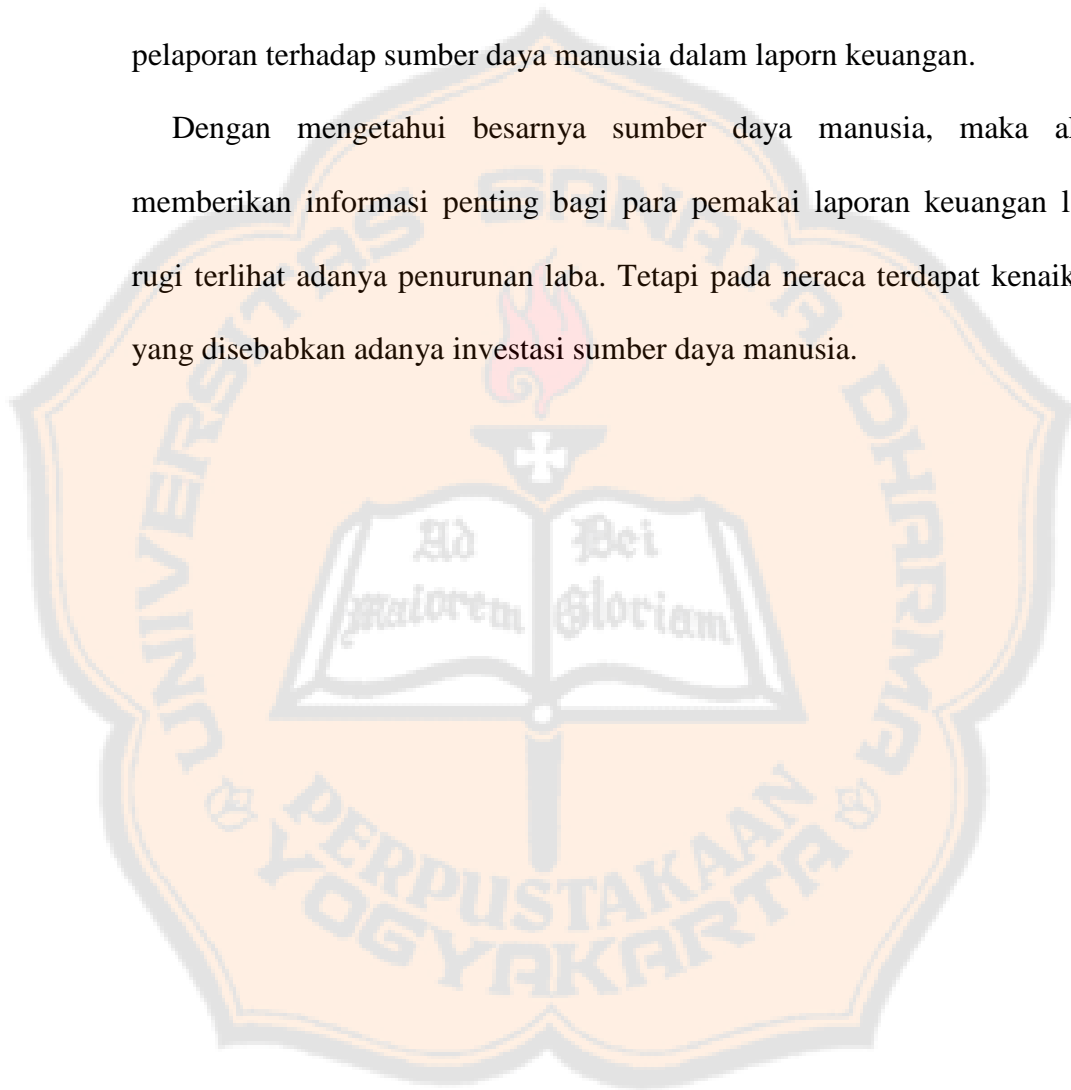 pelaporan terhadap sumber daya manusia dalam laporn keuangan.
Dengan mengetahui besarnya sumber daya manusia, maka
memberikan informasi penting bagi para pemakai laporan keuangan
rugi terlihat adanya penurunan laba. Tetapi pada neraca terdapat kenaik
yang disebabkan adanya investasi sumber daya manusia.
UNIVERSITAS SANATA DHARMA
Ad Maiorem
Dei Gloriam
PERPUSTAKAAN
YOGYAKARTA